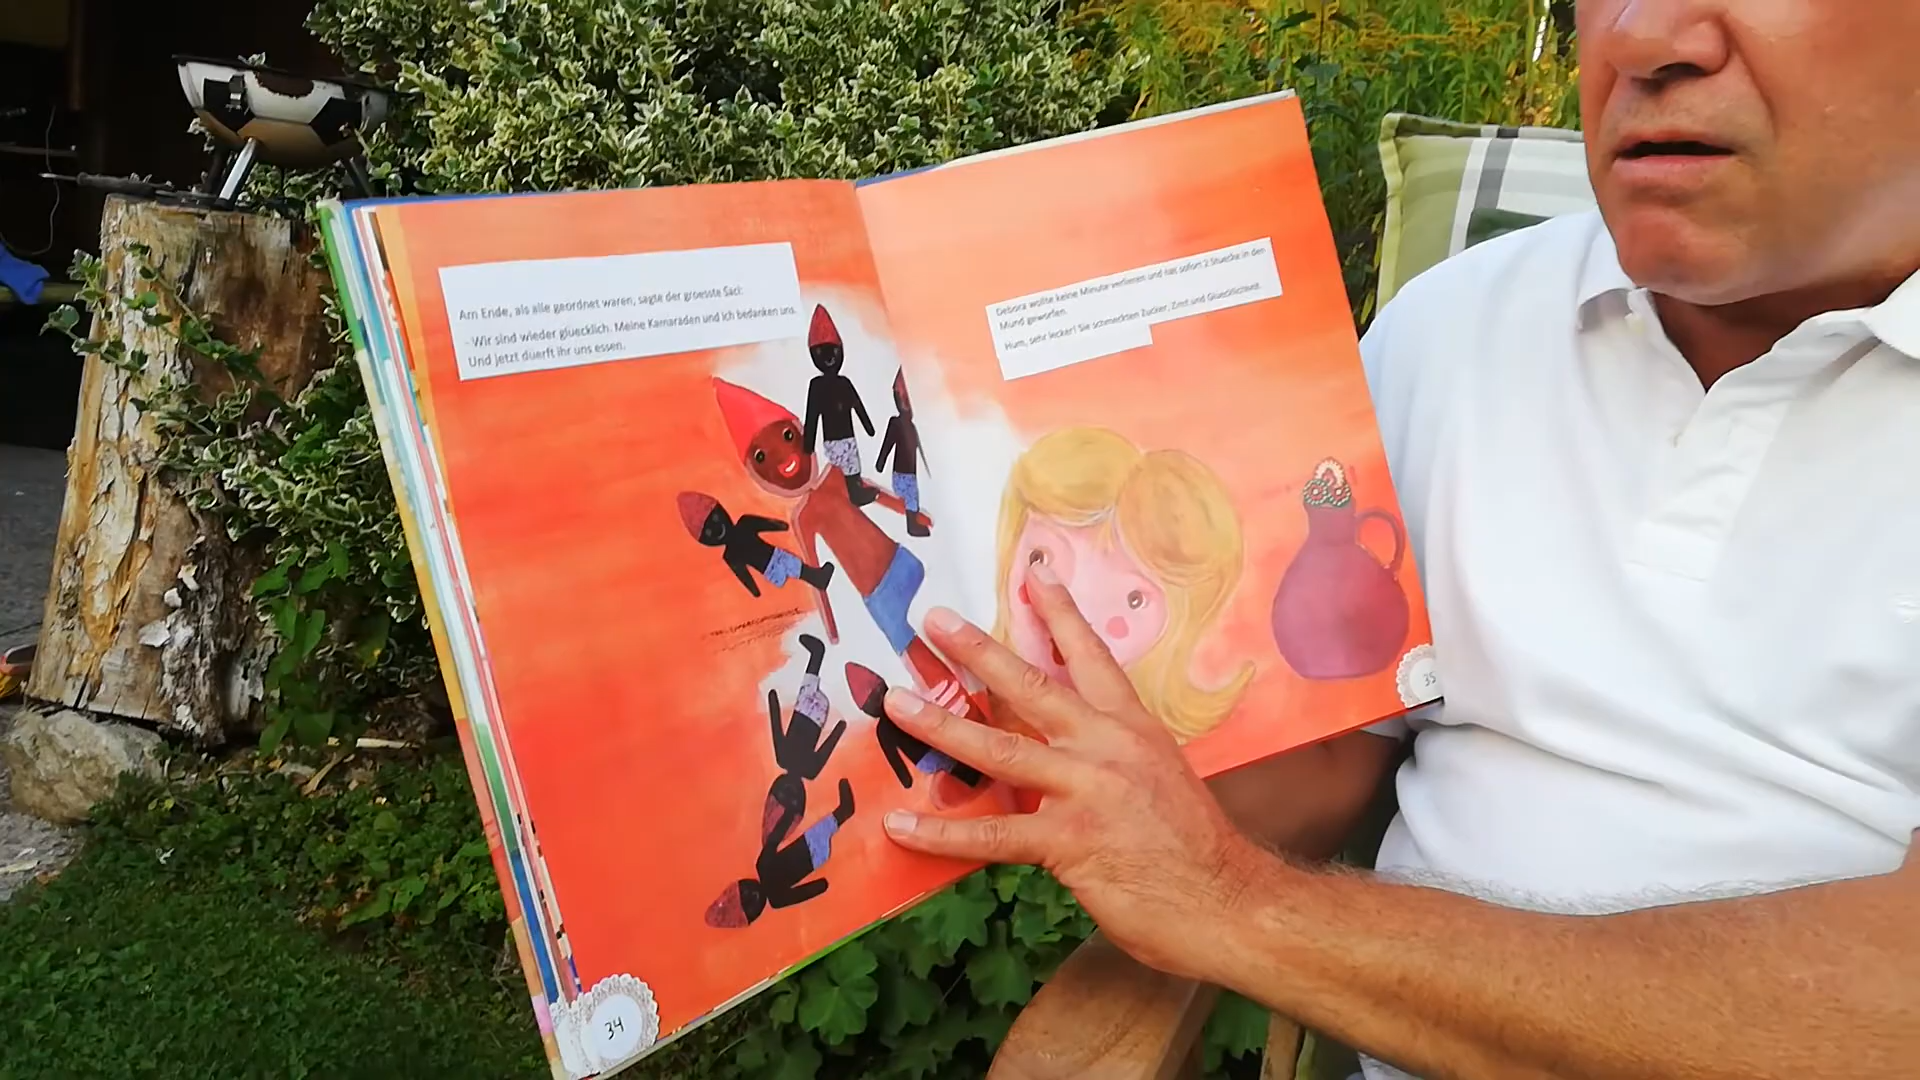 Am Ende, als alle geordnet waren, sagte der groesste Saci:
- Wir sind wieder gluecklich. Meine Kamaraden und ich bedanken uns.
Und jetzt duerft ihr uns essen.
34
Debora wollte keine Minute verlieren und hat sofort 2 Stuecke in den
Mund geworfen.
Hum, sehr lecker! Sie schmeckten Zucker, Zimt und Gluecklichkeit.
35